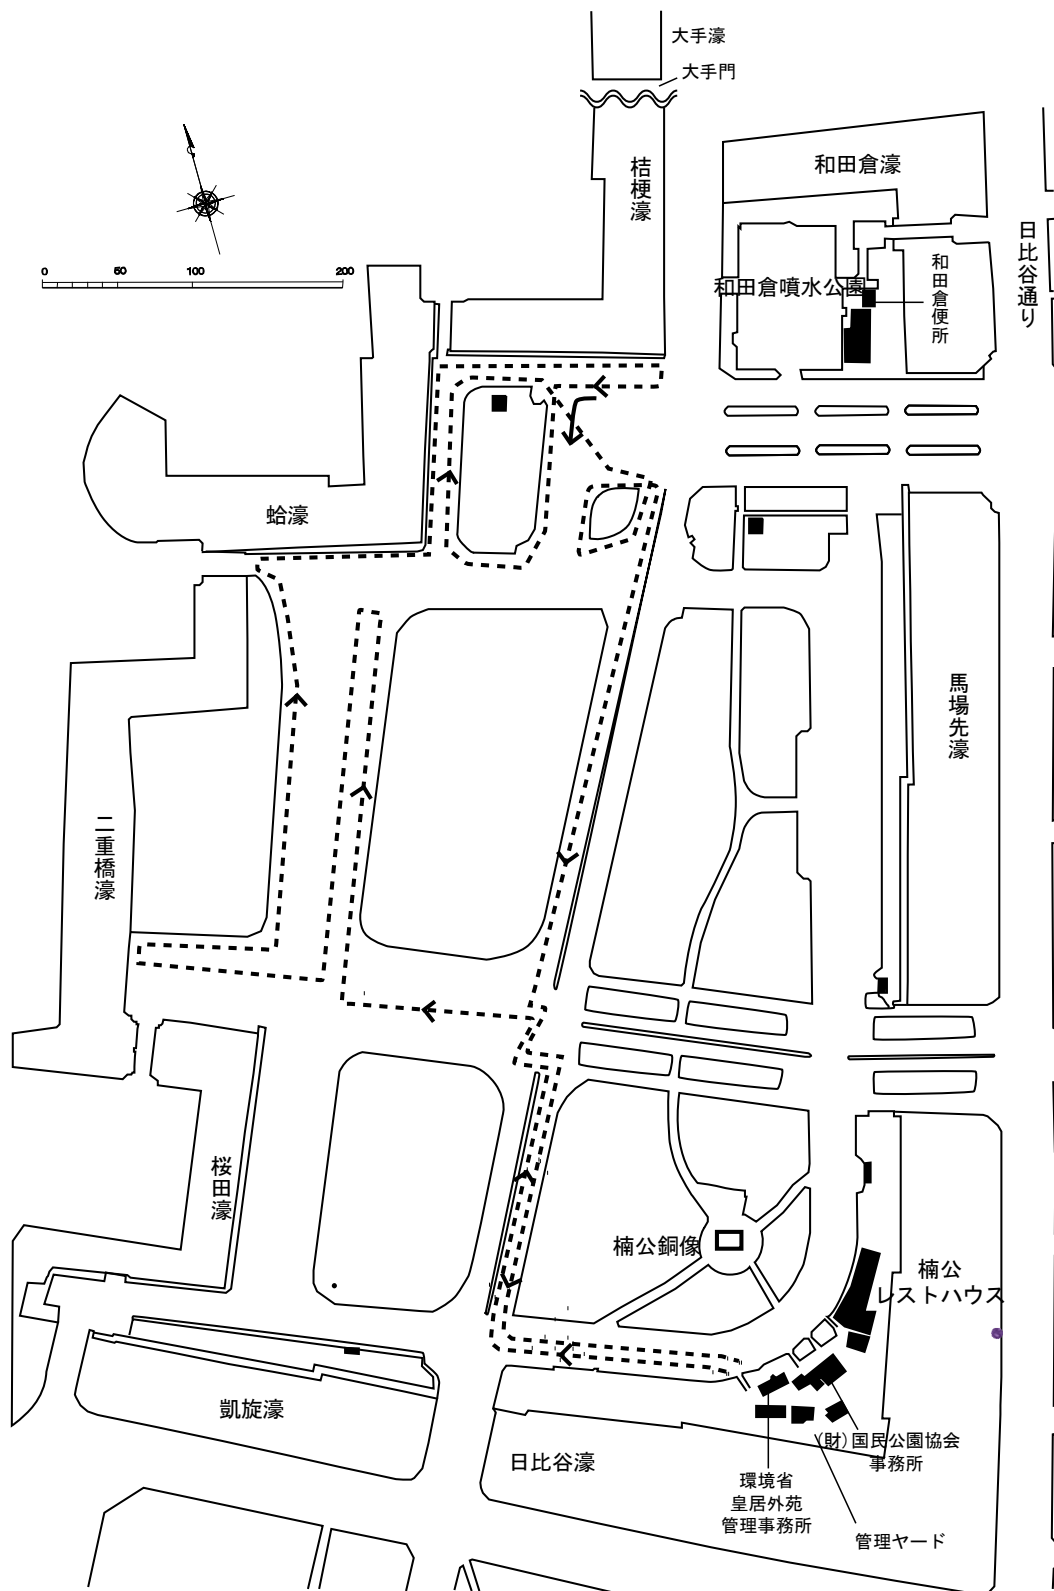 大手濠
大手門
桔梗濠
和田倉濠
日比谷通り
和田倉噴水公園
和田倉便所
0 50 100 200
蛤濠
馬場先濠
二重橋濠
桜田濠
楠公銅像
楠公
レストハウス
凱旋濠
日比谷濠
(財)国民公園協会
事務所
環境省
皇居外苑
管理事務所
管理ヤード